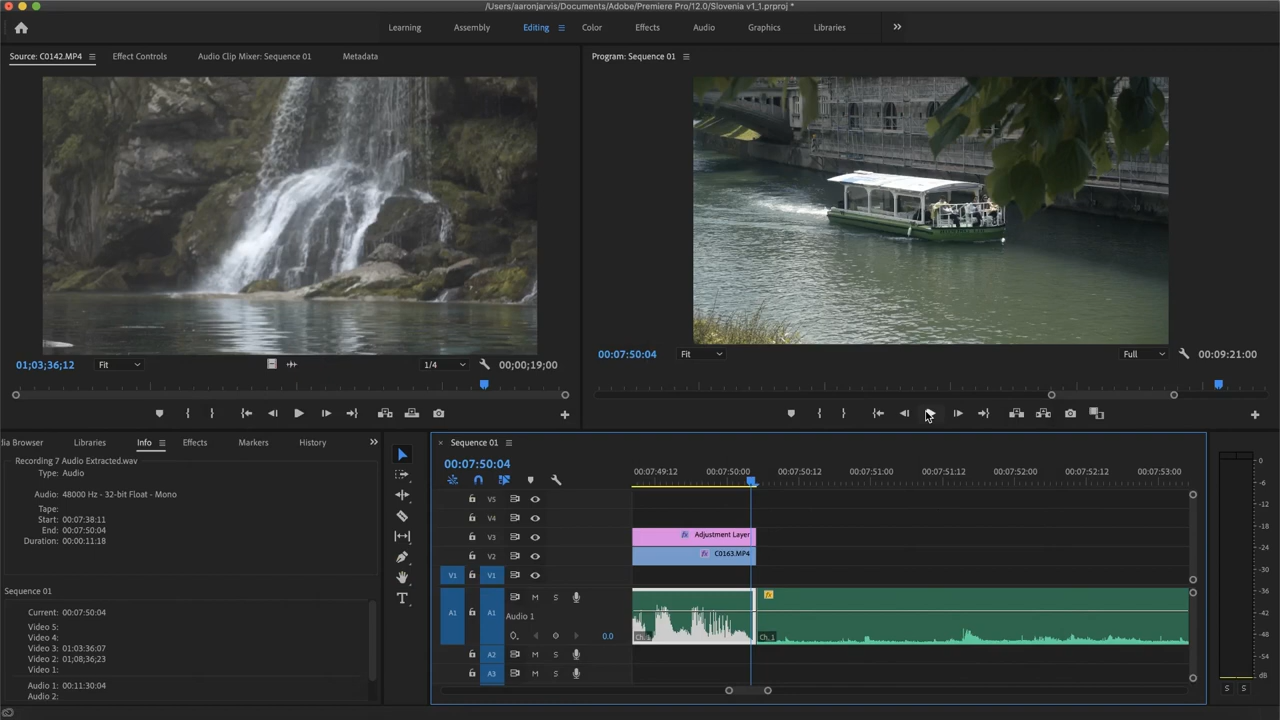 /Users/aaronjarvis/Documents/Adobe/Premiere Pro/12.0/Slovenia v1_1.prproj *
Learning Assembly Editing Color Effects Audio Graphics Libraries
Source: C0142.MP4 Effect Controls Audio Clip Mixer: Sequence 01 Metadata
Program: Sequence 01
01;03;36;12 Fit 1/4 00;00;19;00
00:07:50:04 Fit Full 00:09:21:00
ia Browser Libraries Info Effects Markers History
Recording 7 Audio Extracted.wav
Type: Audio
Audio: 48000 Hz - 32-bit Float - Mono
Tape:
Start: 00:07:38:11
End: 00:07:50:04
Duration: 00:00:11:18
Sequence 01
Current: 00:07:50:04
Video 5:
Video 4:
Video 3: 01:03:36:07
Video 2: 01;08;36;23
Video 1:
Audio 1: 00:11:30:04
Audio 2:
× Sequence 01
00:07:50:04
00:07:49:12 00:07:50:00 00:07:50:12 00:07:51:00 00:07:51:12 00:07:52:00 00:07:52:12 00:07:53:00
V5
V4
V3 fx Adjustment Layer
V2 fx C0163.MP4
V1 V1
A1 A1 M S
Audio 1
0.0
Ch. 1 Ch. 1
fx
A2 M S
A3 M S
T
0
-6
-12
-18
-24
-30
-36
-42
-48
-54
dB
S S